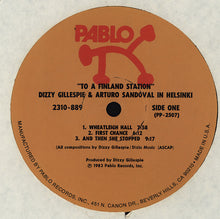 PABLO
"TO A FINLAND STATION"
DIZZY GILLESPIE & ARTURO SANDOVAL IN HELSINKI
2310-889
SIDE ONE
(PP-2507)
1. WHEATLEIGH HALL 7:58
2. FIRST CHANCE 6:12
3. AND THEN SHE STOPPED 9:17
(All compositions by Dizzy Gillespie/Dizlo Music (ASCAP)
Produced by Dizzy Gillespie
℗ 1983 Pablo Records, Inc.
MANUFACTURED BY PABLO RECORDS, INC., 451 N. CANON DR., BEVERLY HILLS, CA 90210 MADE IN U.S.A.